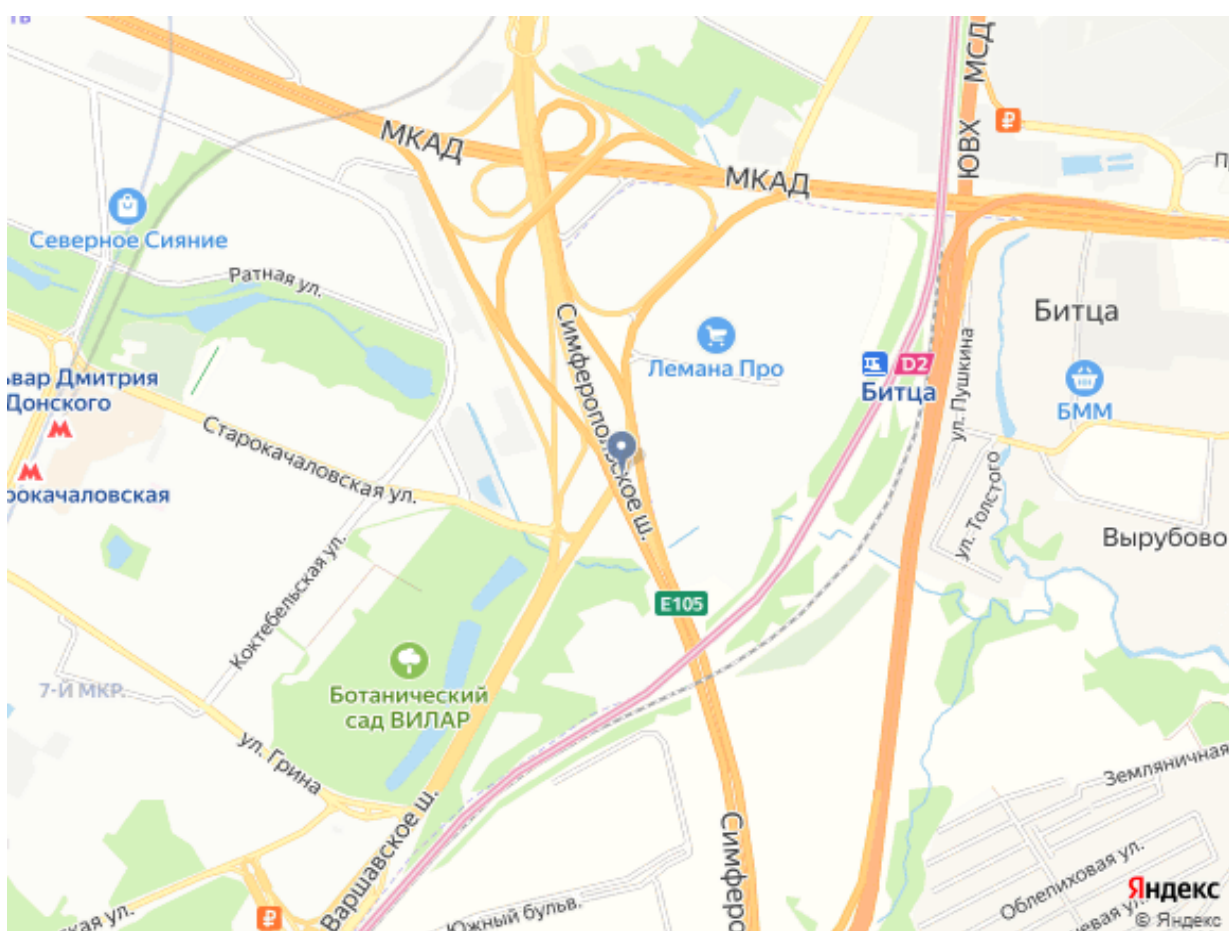 МСД
ЮВХ
МКАД
МКАД
Северное Сияние
Ратная ул.
Битца
Симферопольское ш.
Лемана Про
D2
Битца
ул. Пушкина
БММ
Дмитрия
Донского
Старокачаловская ул.
ул. Толстого
Вырубово
Коктебельская ул.
E105
7-Й МКР.
Ботанический
сад ВИЛАР
ул. Грина
Земляничная
Варшавское ш.
Симферо
Облепиховая ул.
Южный бульв.
Яндекс
© Яндекс